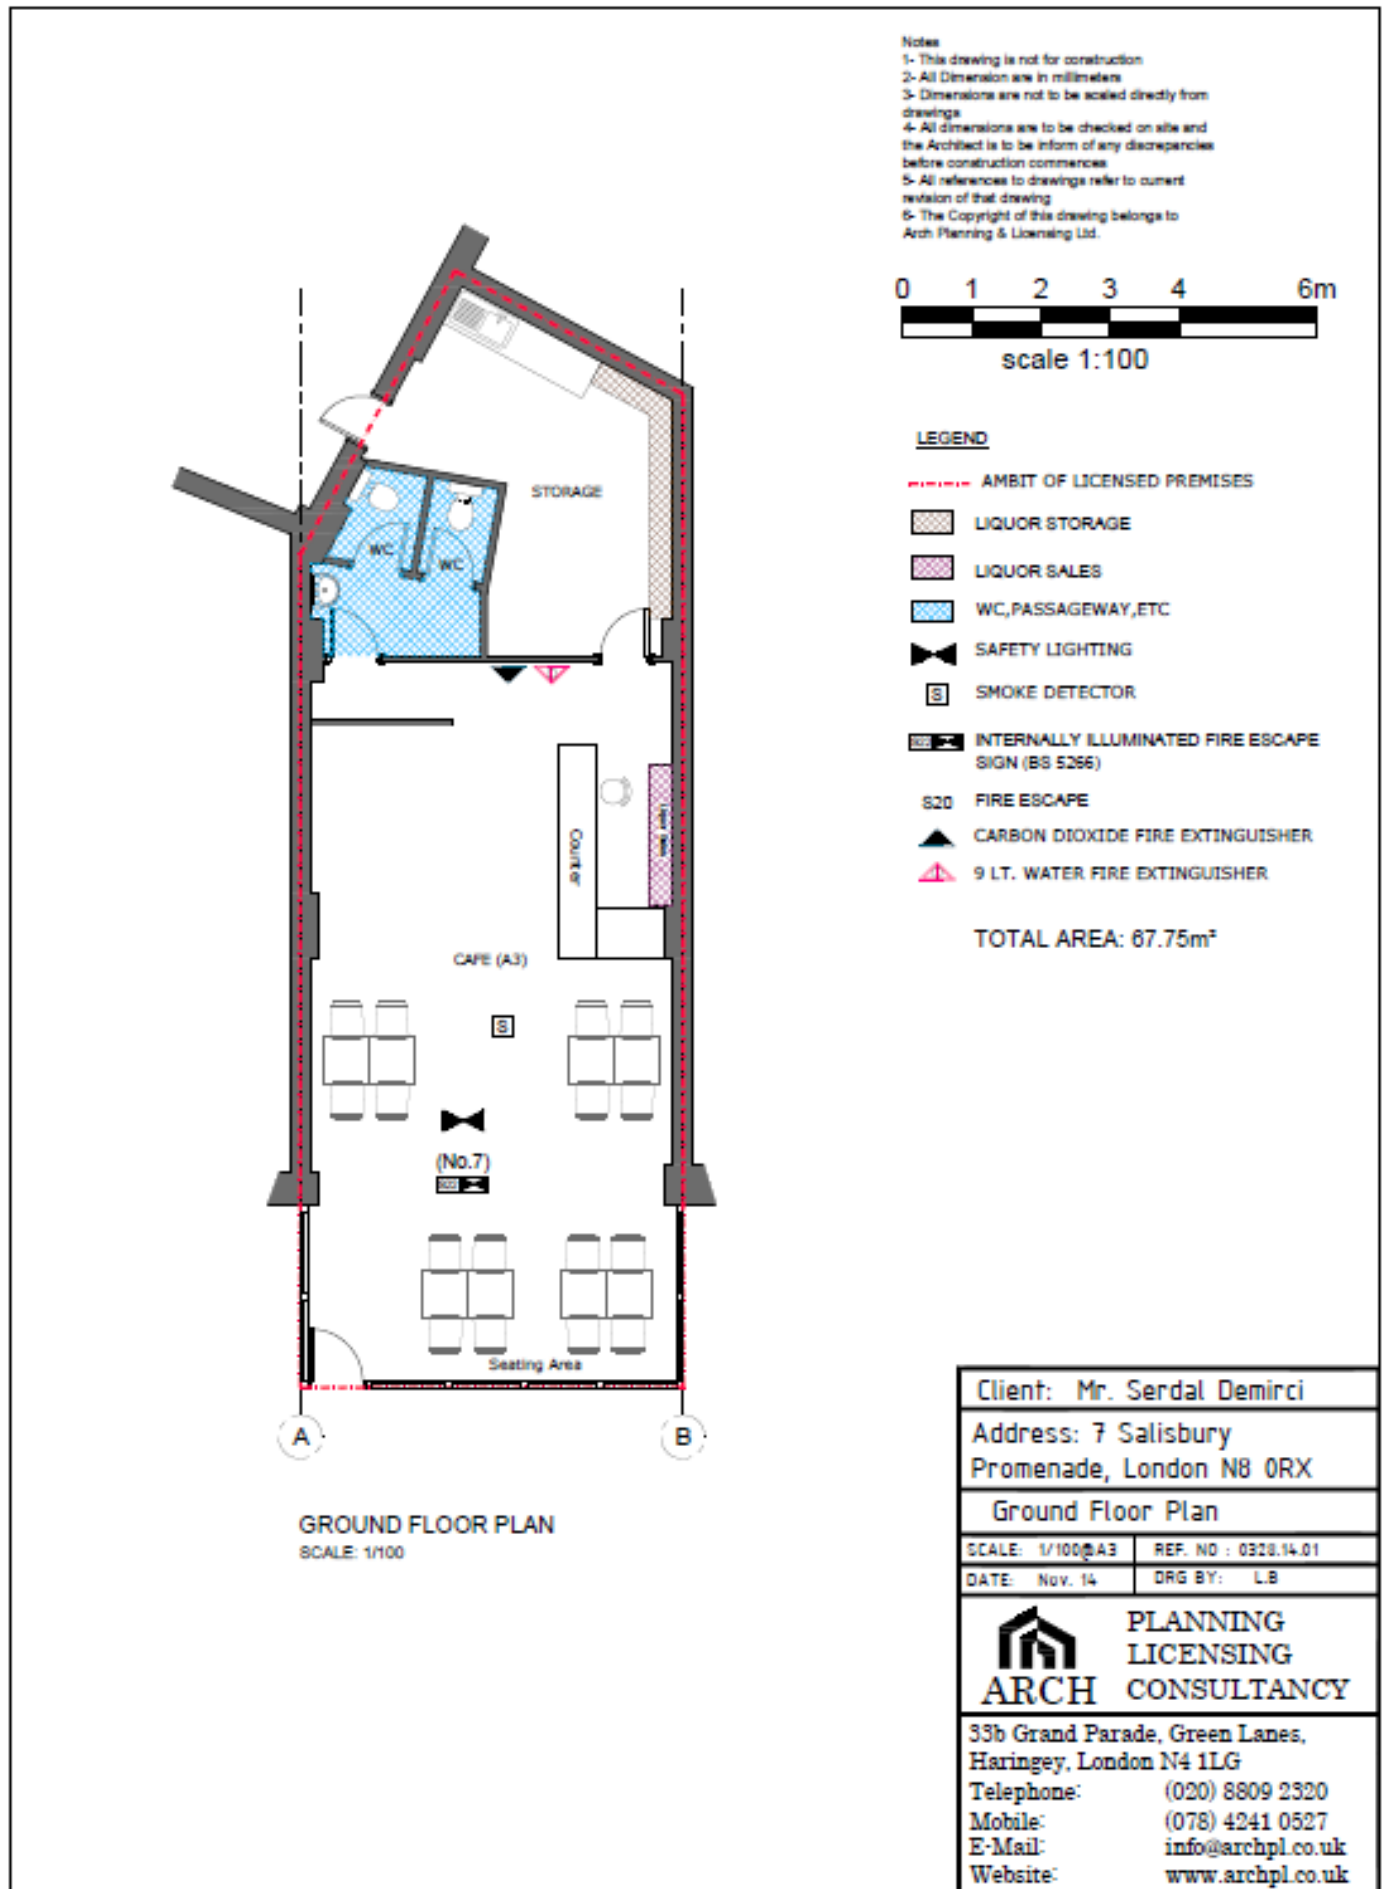 Notes
1- This drawing is not for construction
2- All Dimension are in millimeters
3- Dimensions are not to be scaled directly from
drawings
4- All dimensions are to be checked on site and
the Architect is to be inform of any discrepancies
before construction commences
5- All references to drawings refer to current
revision of that drawing
6- The Copyright of this drawing belongs to
Arch Planning & Licensing Ltd.
0 1 2 3 4 6m
scale 1:100
LEGEND
AMBIT OF LICENSED PREMISES
LIQUOR STORAGE
LIQUOR SALES
WC,PASSAGEWAY,ETC
SAFETY LIGHTING
S SMOKE DETECTOR
INTERNALLY ILLUMINATED FIRE ESCAPE
SIGN (BS 5266)
S20 FIRE ESCAPE
CARBON DIOXIDE FIRE EXTINGUISHER
9 LT. WATER FIRE EXTINGUISHER
TOTAL AREA: 67.75m²
STORAGE
WC
WC
Counter
CAFE (A3)
S
(No.7)
Seating Area
A
B
GROUND FLOOR PLAN
SCALE: 1/100
Client: Mr. Serdal Demirci
Address: 7 Salisbury
Promenade, London N8 0RX
Ground Floor Plan
SCALE: 1/100@A3 REF. NO : 0328.14.01
DATE: Nov. 14 DRG BY: L.B
ARCH
PLANNING
LICENSING
CONSULTANCY
33b Grand Parade, Green Lanes,
Haringey, London N4 1LG
Telephone: (020) 8809 2320
Mobile: (078) 4241 0527
E-Mail: info@archpl.co.uk
Website: www.archpl.co.uk